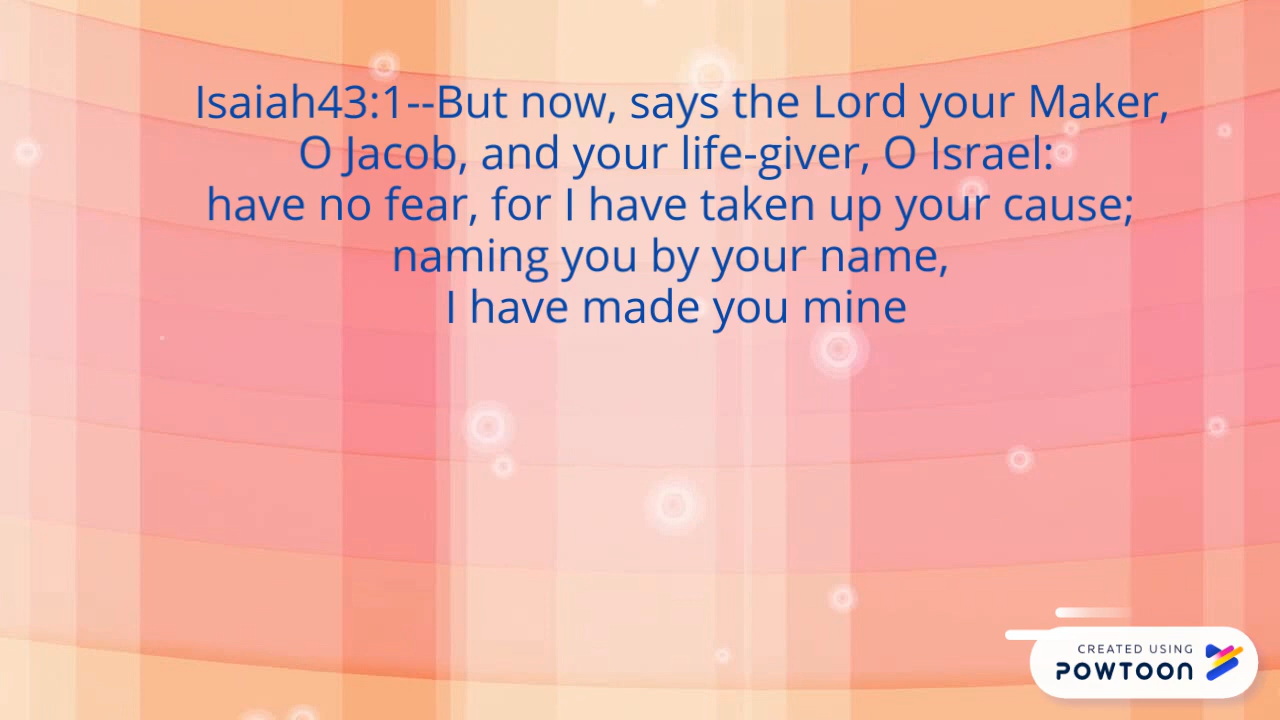 Isaiah43:1--But now, says the Lord your Maker,
O Jacob, and your life-giver, O Israel:
have no fear, for I have taken up your cause;
naming you by your name,
I have made you mine
CREATED USING
POWTOON